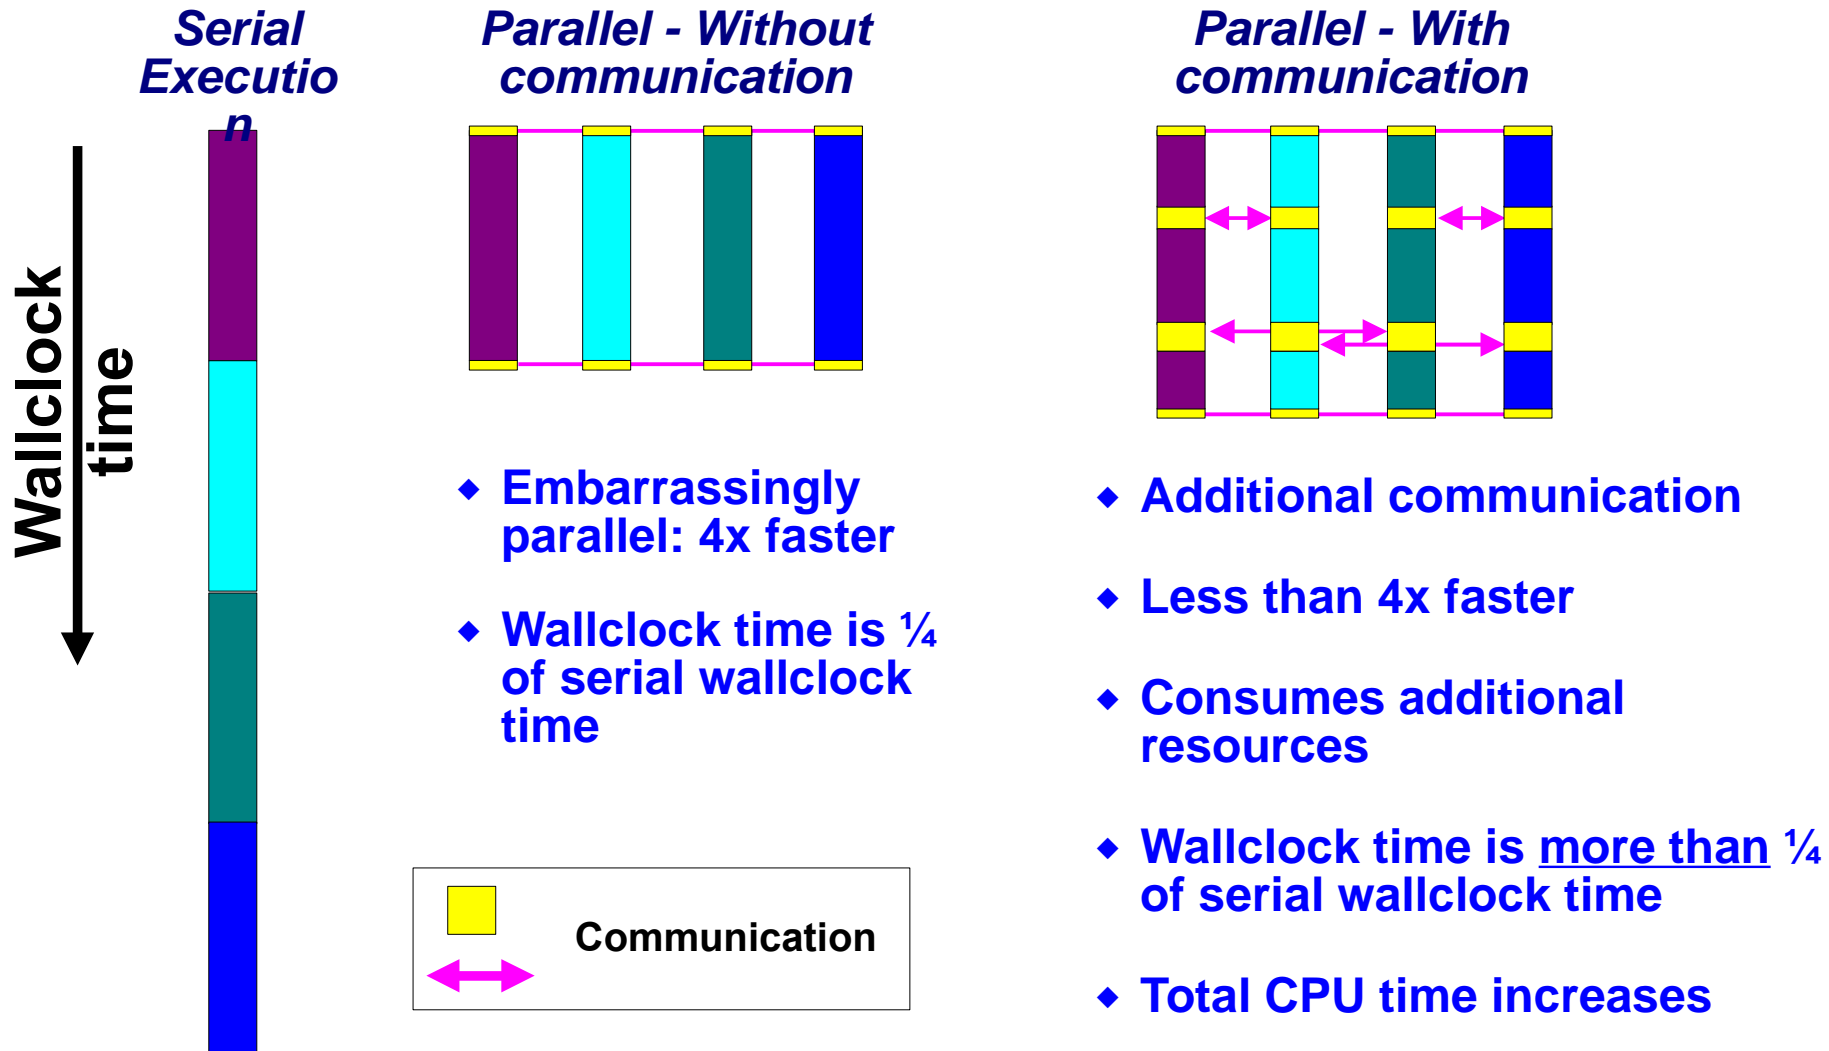 Serial
Executio
n
Parallel - Without
communication
Parallel - With
communication
Wallclock
time
◆ Embarrassingly
parallel: 4x faster
◆ Wallclock time is ¼
of serial wallclock
time
◆ Additional communication
◆ Less than 4x faster
◆ Consumes additional
resources
◆ Wallclock time is more than ¼
of serial wallclock time
◆ Total CPU time increases
Communication